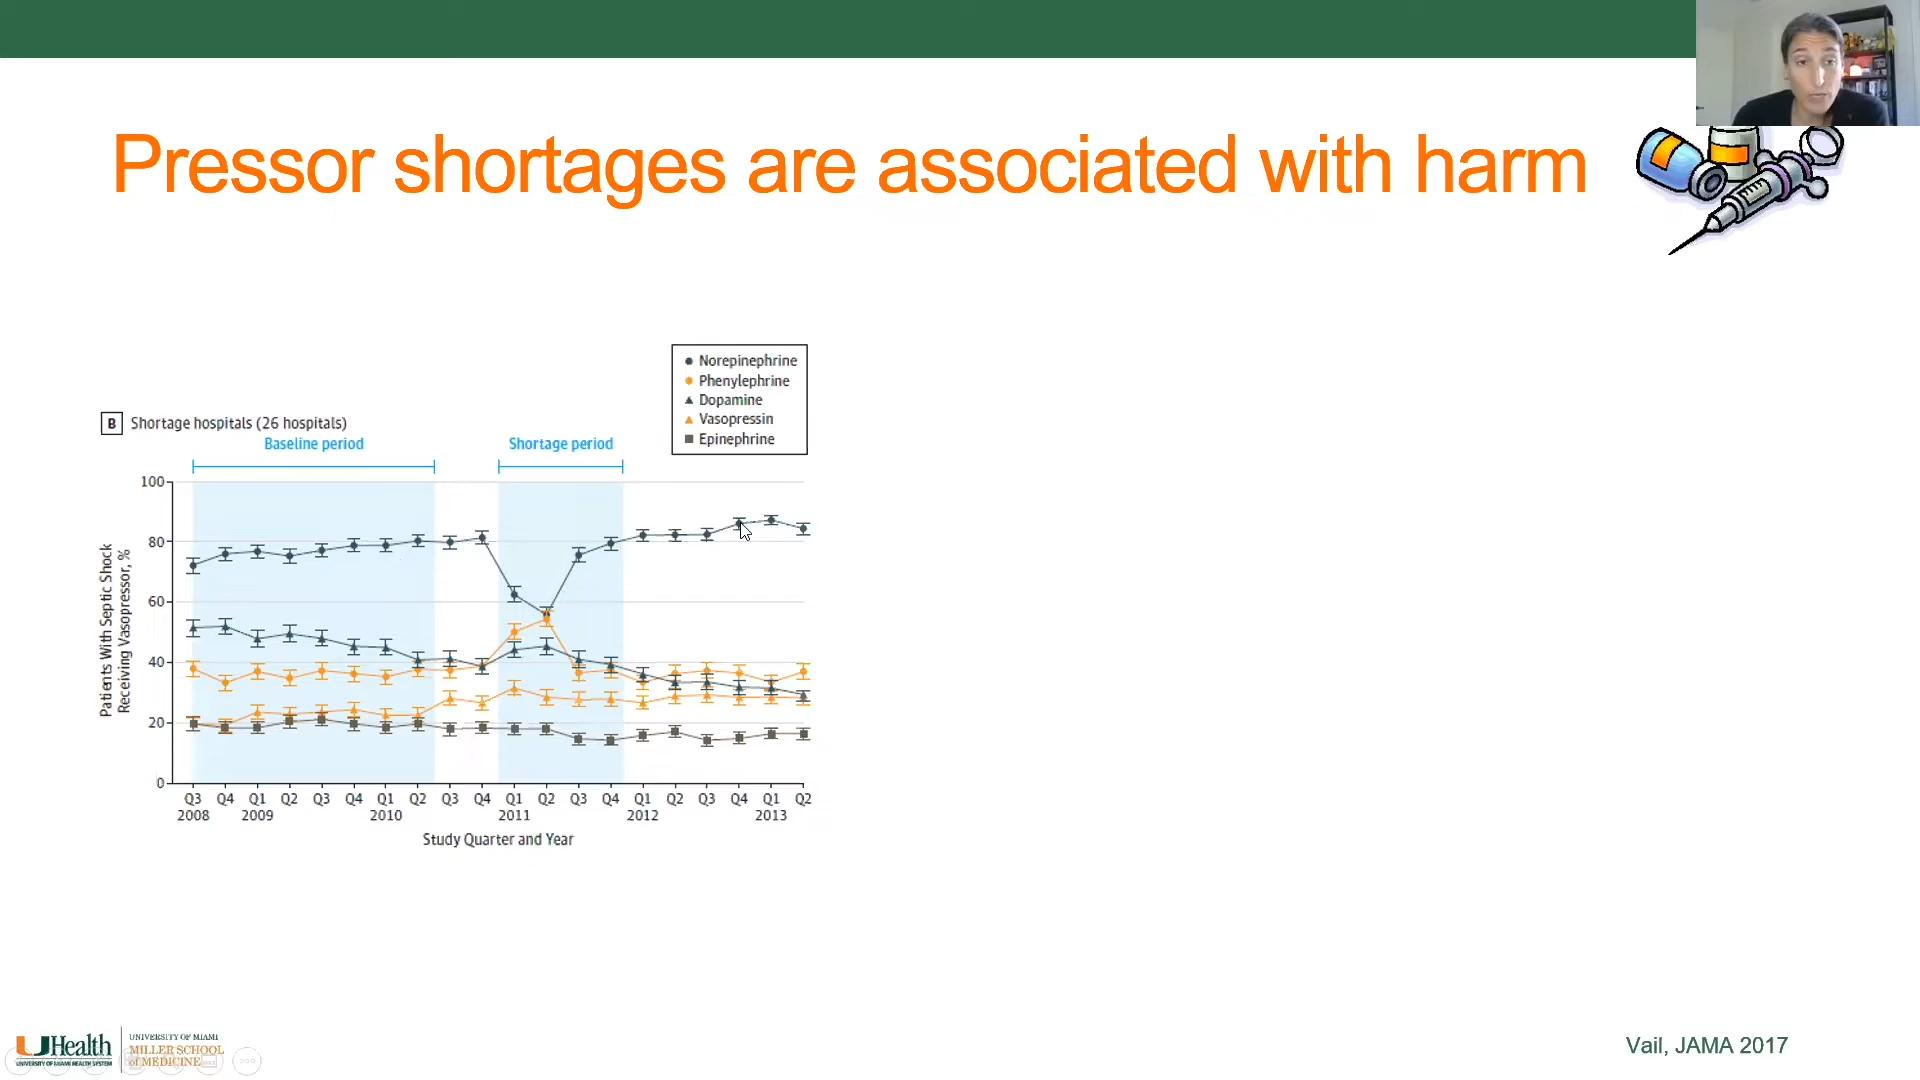 Pressor shortages are associated with harm
Norepinephrine
Phenylephrine
Dopamine
Vasopressin
Epinephrine
B Shortage hospitals (26 hospitals)
Baseline period
Shortage period
100
80
60
40
20
0
Patients With Septic Shock
Receiving Vasopressor, %
Q3 Q4 Q1 Q2 Q3 Q4 Q1 Q2 Q3 Q4 Q1 Q2 Q3 Q4 Q1 Q2 Q3 Q4 Q1 Q2
2008 2009 2010 2011 2012 2013
Study Quarter and Year
UHealth
UNIVERSITY OF MIAMI HEALTH SYSTEM
UNIVERSITY OF MIAMI
MILLER SCHOOL
of MEDICINE
Vail, JAMA 2017